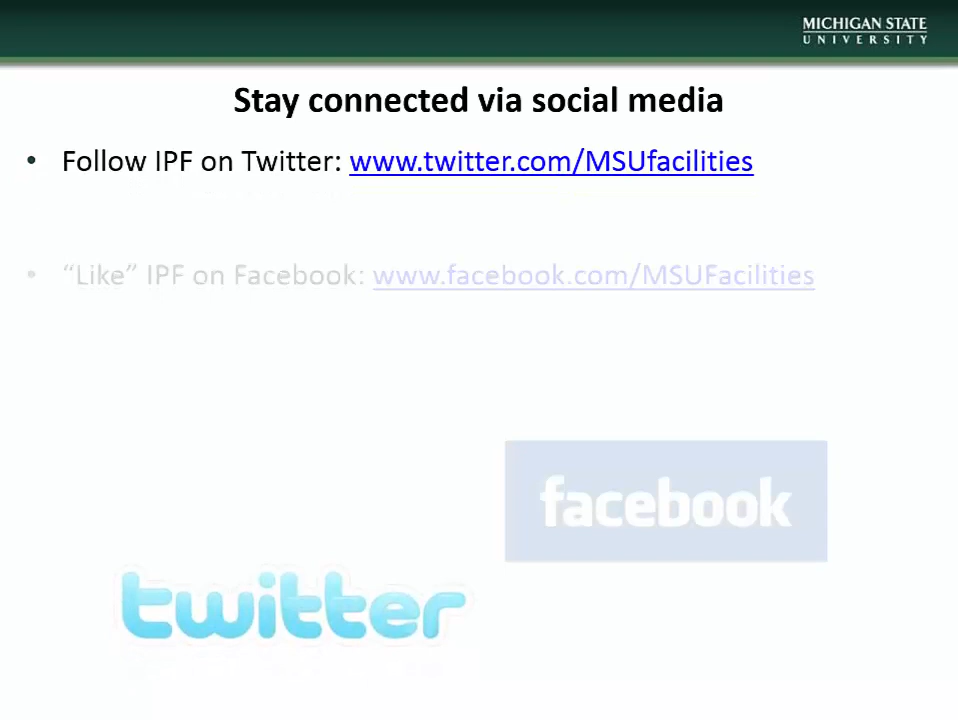 MICHIGAN STATE
UNIVERSITY
Stay connected via social media
• Follow IPF on Twitter: www.twitter.com/MSUfacilities
• “Like” IPF on Facebook: www.facebook.com/MSUFacilities
facebook
twitter